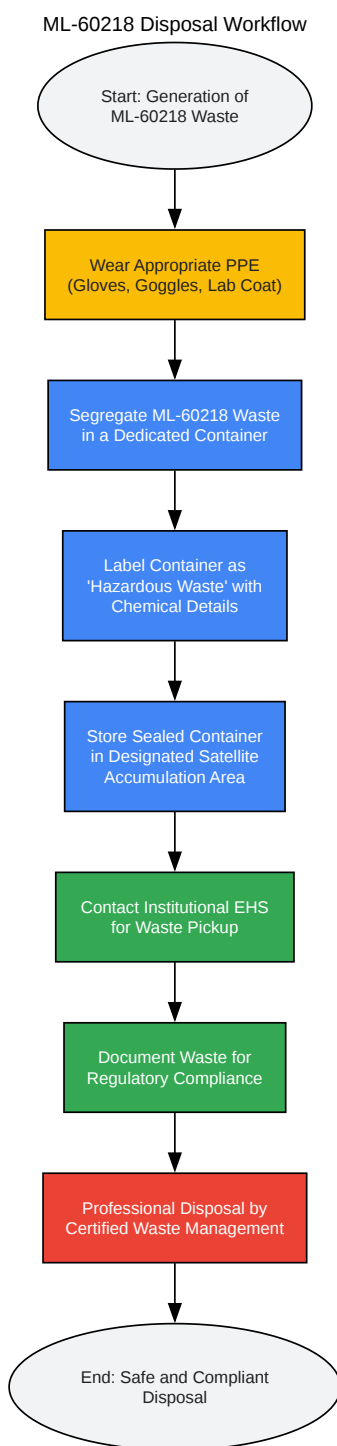 ML-60218 Disposal Workflow
Start: Generation of
ML-60218 Waste
Wear Appropriate PPE
(Gloves, Goggles, Lab Coat)
Segregate ML-60218 Waste
in a Dedicated Container
Label Container as
'Hazardous Waste' with
Chemical Details
Store Sealed Container
in Designated Satellite
Accumulation Area
Contact Institutional EHS
for Waste Pickup
Document Waste for
Regulatory Compliance
Professional Disposal by
Certified Waste Management
End: Safe and Compliant
Disposal